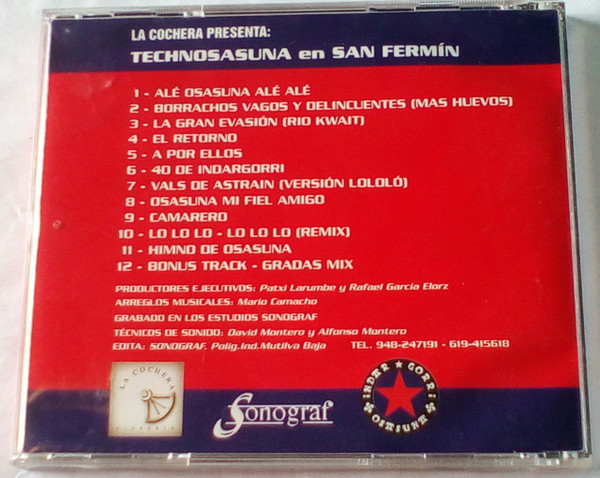 LA COCHERA PRESENTA:
TECHNOSASUNA en SAN FERMÍN
1 - ALÉ OSASUNA ALÉ ALÉ
2 - BORRACHOS VAGOS Y DELINCUENTES (MAS HUEVOS)
3 - LA GRAN EVASIÓN (RIO KWAIT)
4 - EL RETORNO
5 - A POR ELLOS
6 - 40 DE INDARGORRI
7 - VALS DE ASTRAIN (VERSIÓN LOLOLÓ)
8 - OSASUNA MI FIEL AMIGO
9 - CAMARERO
10 - LO LO LO - LO LO LO (REMIX)
11 - HIMNO DE OSASUNA
12 - BONUS TRACK - GRADAS MIX
PRODUCTORES EJECUTIVOS: Patxi Larumbe y Rafael García Elorz
ARREGLOS MUSICALES: Mario Camacho
GRABADO EN LOS ESTUDIOS SONOGRAF
TÉCNICOS DE SONIDO: David Montero y Alfonso Montero
EDITA: SONOGRAF. Polig.Ind.Mutilva Baja TEL. 948-247191 - 619-415618
LA COCHERA
Sonograf
INDAR GORRI